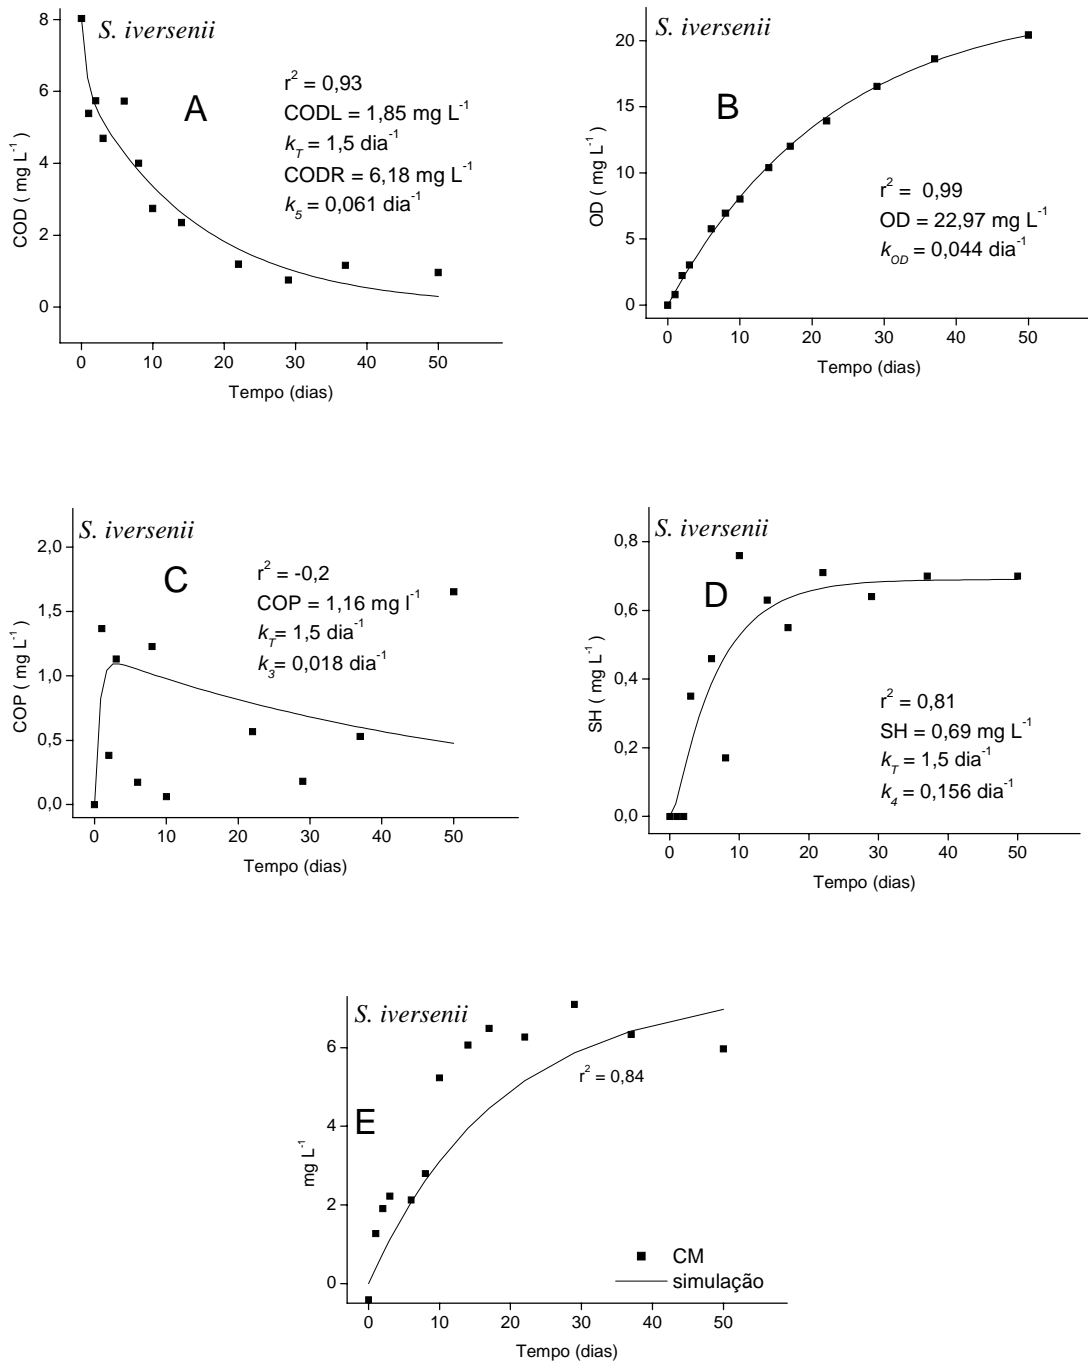 S. iversenii
A
r² = 0,93
CODL = 1,85 mg L⁻¹
k_T = 1,5 dia⁻¹
CODR = 6,18 mg L⁻¹
k_5 = 0,061 dia⁻¹
COD ( mg L⁻¹ )
8
6
4
2
0
0 10 20 30 40 50
Tempo (dias)
S. iversenii
B
r² = 0,99
OD = 22,97 mg L⁻¹
k_OD = 0,044 dia⁻¹
OD ( mg L⁻¹ )
20
15
10
5
0
0 10 20 30 40 50
Tempo (dias)
S. iversenii
C
r² = -0,2
COP = 1,16 mg l⁻¹
k_T= 1,5 dia⁻¹
k_3= 0,018 dia⁻¹
COP ( mg L⁻¹ )
2,0
1,5
1,0
0,5
0,0
0 10 20 30 40 50
Tempo (dias)
S. iversenii
D
r² = 0,81
SH = 0,69 mg L⁻¹
k_T = 1,5 dia⁻¹
k_4 = 0,156 dia⁻¹
SH ( mg L⁻¹ )
0,8
0,6
0,4
0,2
0,0
0 10 20 30 40 50
Tempo (dias)
S. iversenii
E
r² = 0,84
CM
simulação
mg L⁻¹
6
4
2
0
0 10 20 30 40 50
Tempo (dias)